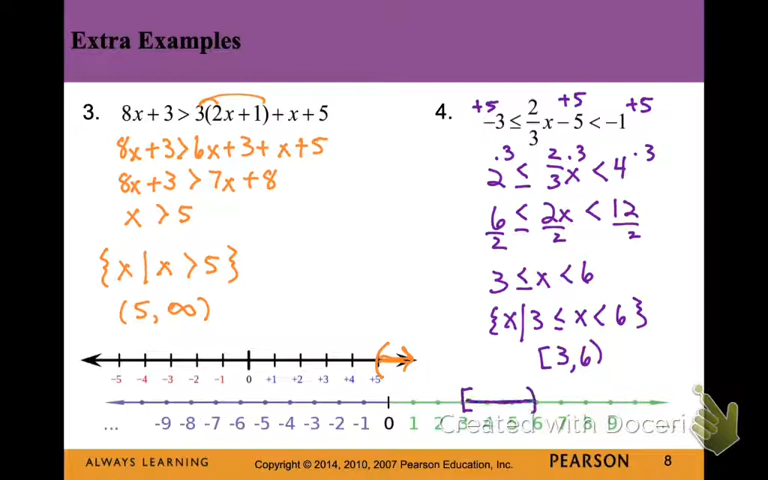 Extra Examples
3. 8x + 3 > 3(2x + 1) + x + 5
8x+3>6x+3+x+5
8x+3 > 7x+8
x > 5
{x|x > 5}
(5, ∞)
-5 -4 -3 -2 -1 0 +1 +2 +3 +4 +5
+5 +5 +5
4. −3 ≤ 2/3 x − 5 < −1
·3 ·3 ·3
2 ≤ 2/3 x < 4
6/2 ≤ 2x/2 < 12/2
3 ≤ x < 6
{x|3 ≤ x < 6}
[3,6)
... -9 -8 -7 -6 -5 -4 -3 -2 -1 0 1 2 3 4 5 6 7 8 9 ...
Created with Doceri
ALWAYS LEARNING
Copyright © 2014, 2010, 2007 Pearson Education, Inc.
PEARSON
8